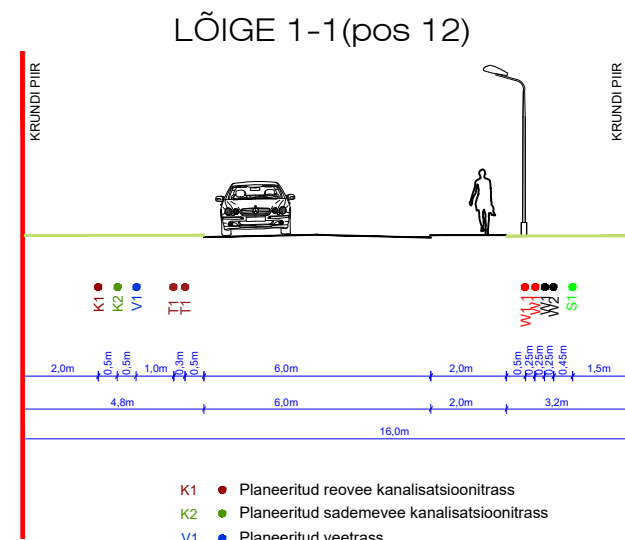 LÕIGE 1-1(pos 12)
KRUNDI PIIR
KRUNDI PIIR
K1
K2
V1
T1
T1
W1
W1
W1
W2
S1
2,0m
0,5m
0,5m
1,0m
0,3m
0,5m
6,0m
2,0m
0,5m
0,25m
0,25m
0,25m
0,45m
1,5m
4,8m
6,0m
2,0m
3,2m
16,0m
K1 Planeeritud reovee kanalisatsioonitrass
K2 Planeeritud sademevee kanalisatsioonitrass
V1 Planeeritud veetrass